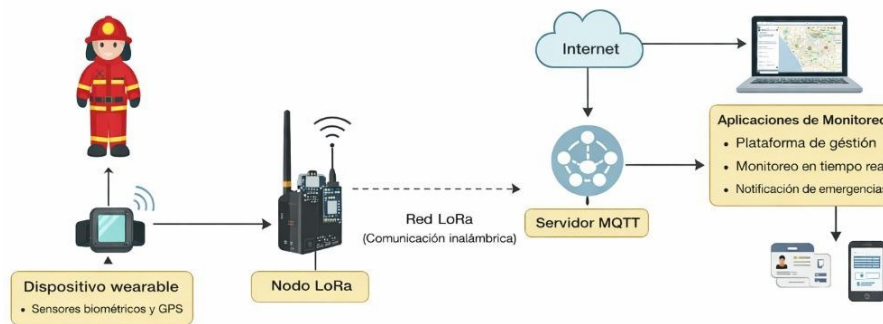 Internet
Aplicaciones de Monitoreo
• Plataforma de géstión
• Monitoreo en tiempo rea
• Notificación de emergencias
Red LoRa
(Comunicación inalámbrica)
Servidor MQTT
Dispositivo wearable
• Sensores biométricos y GPS
Nodo LoRa